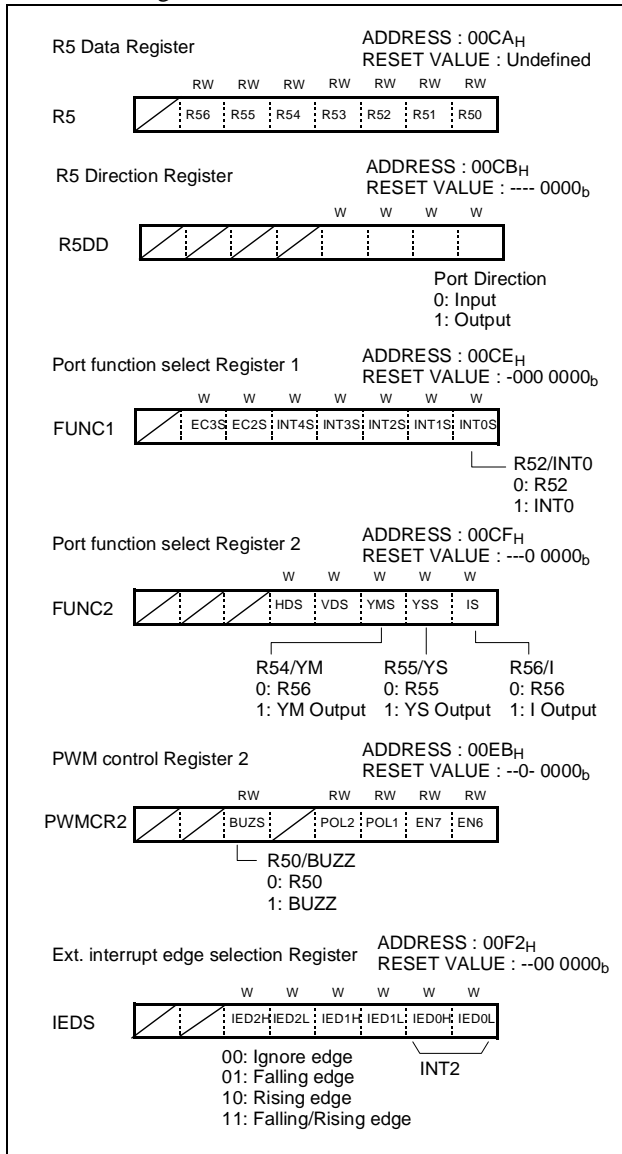 R5 Data Register
ADDRESS : 00CAH
RESET VALUE : Undefined
RW RW RW RW RW RW RW
R5
R56 R55 R54 R53 R52 R51 R50
R5 Direction Register
ADDRESS : 00CBH
RESET VALUE : ---- 0000b
W W W W
R5DD
Port Direction
0: Input
1: Output
Port function select Register 1
ADDRESS : 00CEH
RESET VALUE : -000 0000b
W W W W W W W
FUNC1
EC3S EC2S INT4S INT3S INT2S INT1S INT0S
R52/INT0
0: R52
1: INT0
Port function select Register 2
ADDRESS : 00CFH
RESET VALUE : ---0 0000b
W W W W W
FUNC2
HDS VDS YMS YSS IS
R54/YM R55/YS R56/I
0: R56 0: R55 0: R56
1: YM Output 1: YS Output 1: I Output
PWM control Register 2
ADDRESS : 00EBH
RESET VALUE : --0- 0000b
RW RW RW RW RW
PWMCR2
BUZS POL2 POL1 EN7 EN6
R50/BUZZ
0: R50
1: BUZZ
Ext. interrupt edge selection Register
ADDRESS : 00F2H
RESET VALUE : --00 0000b
W W W W W W
IEDS
IED2H IED2L IED1H IED1L IED0H IED0L
INT2
00: Ignore edge
01: Falling edge
10: Rising edge
11: Falling/Rising edge